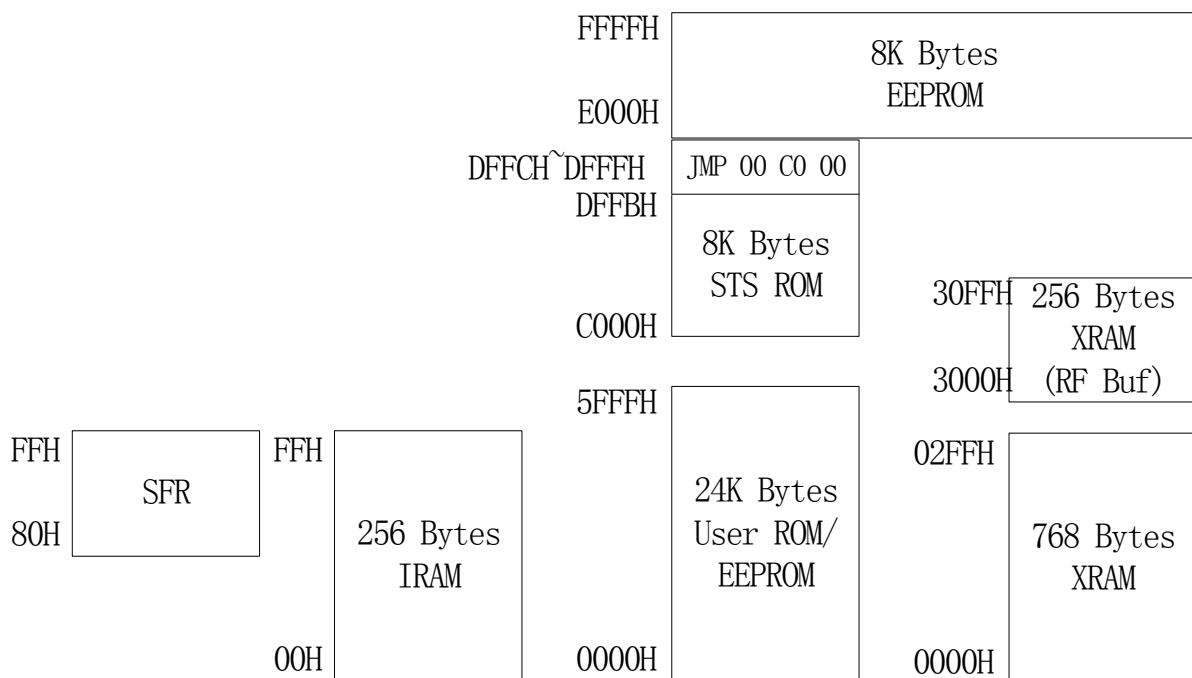 FFFFH
8K Bytes
EEPROM
E000H
DFFCH~DFFFH
JMP 00 C0 00
DFFBH
8K Bytes
STS ROM
C000H
30FFH
256 Bytes
XRAM
(RF Buf)
3000H
5FFFH
24K Bytes
User ROM/
EEPROM
0000H
FFH
SFR
80H
FFH
256 Bytes
IRAM
00H
02FFH
768 Bytes
XRAM
0000H